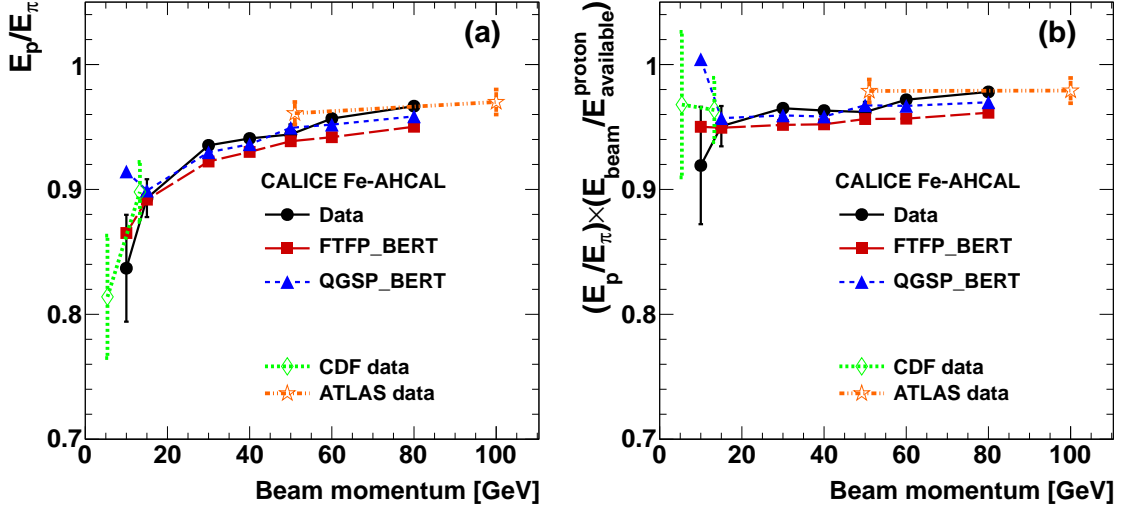 E_p/E_π
(a)
1
0.9
0.8
0.7
CALICE Fe-AHCAL
Data
FTFP_BERT
QGSP_BERT
CDF data
ATLAS data
0 20 40 60 80 100
Beam momentum [GeV]
(E_p/E_π)×(E_beam/E_available^proton)
(b)
1
0.9
0.8
0.7
CALICE Fe-AHCAL
Data
FTFP_BERT
QGSP_BERT
CDF data
ATLAS data
0 20 40 60 80 100
Beam momentum [GeV]